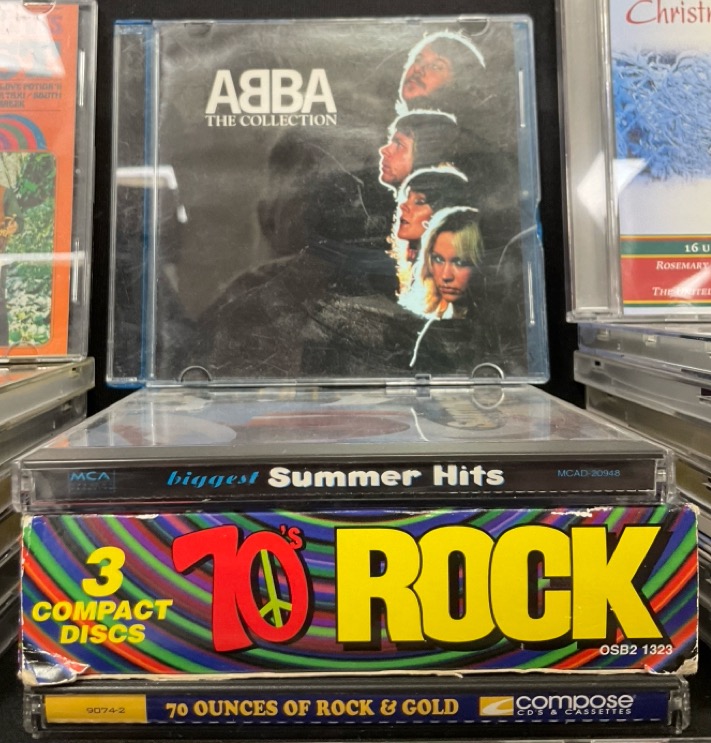 ABBA
THE COLLECTION
Christ
16 U
ROSEMARY
MCA
biggest Summer Hits
MCAD-20948
3
COMPACT
DISCS
70's ROCK
OSB2 1323
9074-2
70 OUNCES OF ROCK & GOLD
compose
CD'S & CASSETTES